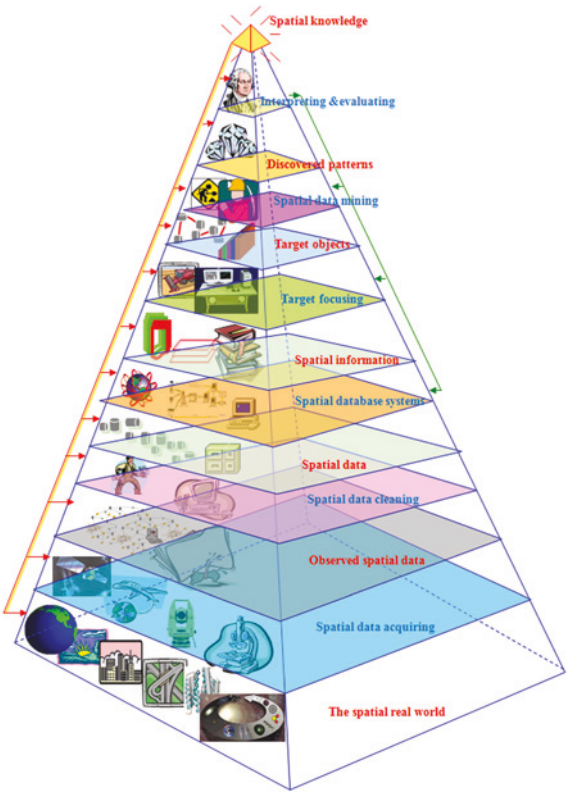 Spatial knowledge
Interpreting &evaluating
Discovered patterns
Spatial data mining
Target objects
Target focusing
Spatial information
Spatial database systems
Spatial data
Spatial data cleaning
Observed spatial data
Spatial data acquiring
The spatial real world